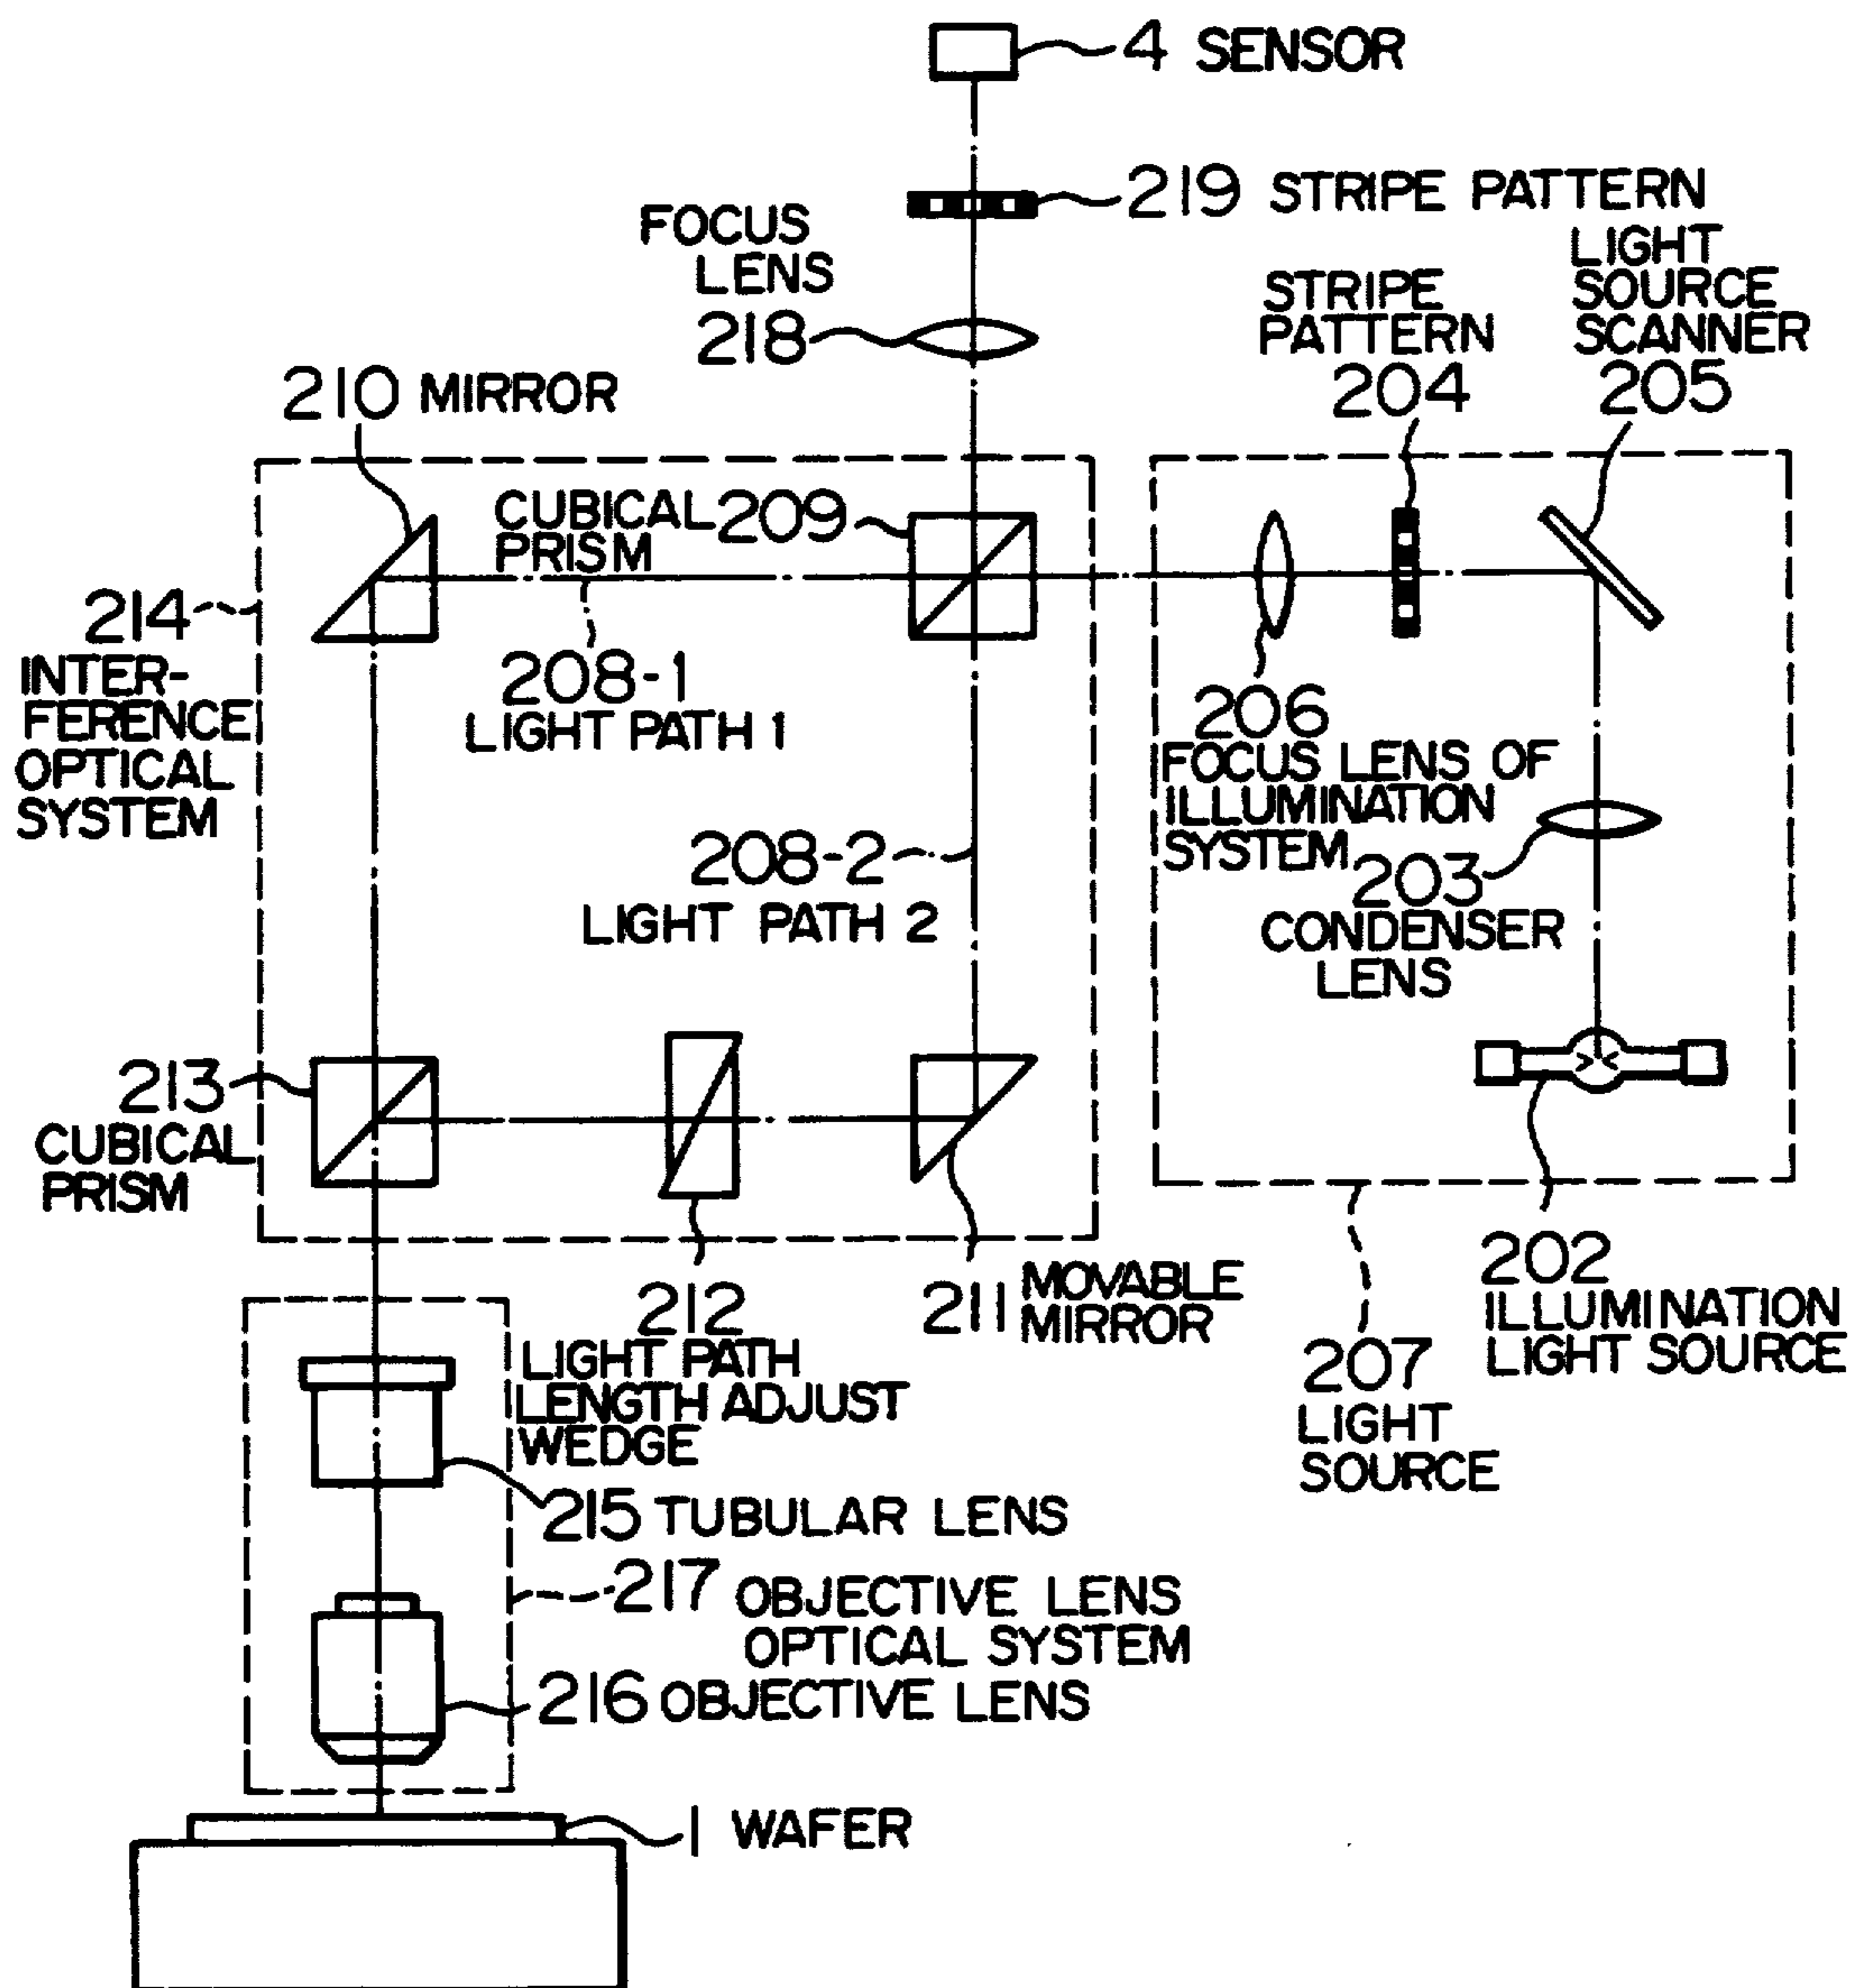 4 SENSOR
219 STRIPE PATTERN
FOCUS
LENS
218
LIGHT
SOURCE
SCANNER
205
STRIPE
PATTERN
204
210 MIRROR
CUBICAL 209
PRISM
214
INTER-
FERENCE
OPTICAL
SYSTEM
208-1
LIGHT PATH 1
206
FOCUS LENS OF
ILLUMINATION
SYSTEM
208-2
LIGHT PATH 2
203
CONDENSER
LENS
213
CUBICAL
PRISM
212
LIGHT PATH
LENGTH ADJUST
WEDGE
211 MOVABLE
MIRROR
202
ILLUMINATION
LIGHT SOURCE
207
LIGHT
SOURCE
215 TUBULAR LENS
217 OBJECTIVE LENS
OPTICAL SYSTEM
216 OBJECTIVE LENS
1 WAFER